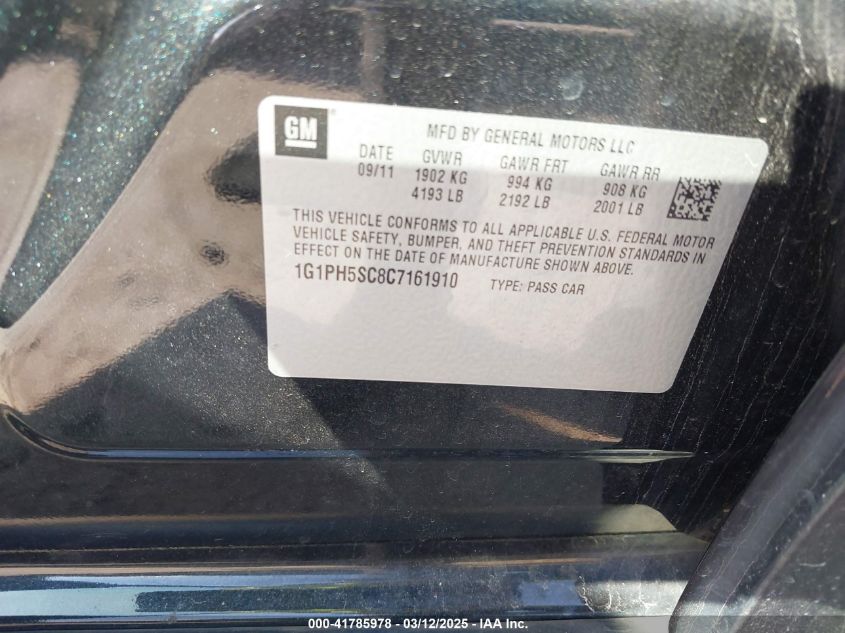 GM
MFD BY GENERAL MOTORS LLC
DATE GVWR GAWR FRT GAWR RR
09/11 1902 KG 994 KG 908 KG
4193 LB 2192 LB 2001 LB
THIS VEHICLE CONFORMS TO ALL APPLICABLE U.S. FEDERAL MOTOR
VEHICLE SAFETY, BUMPER, AND THEFT PREVENTION STANDARDS IN
EFFECT ON THE DATE OF MANUFACTURE SHOWN ABOVE.
1G1PH5SC8C7161910 TYPE: PASS CAR
000-41785978 - 03/12/2025 - IAA Inc.